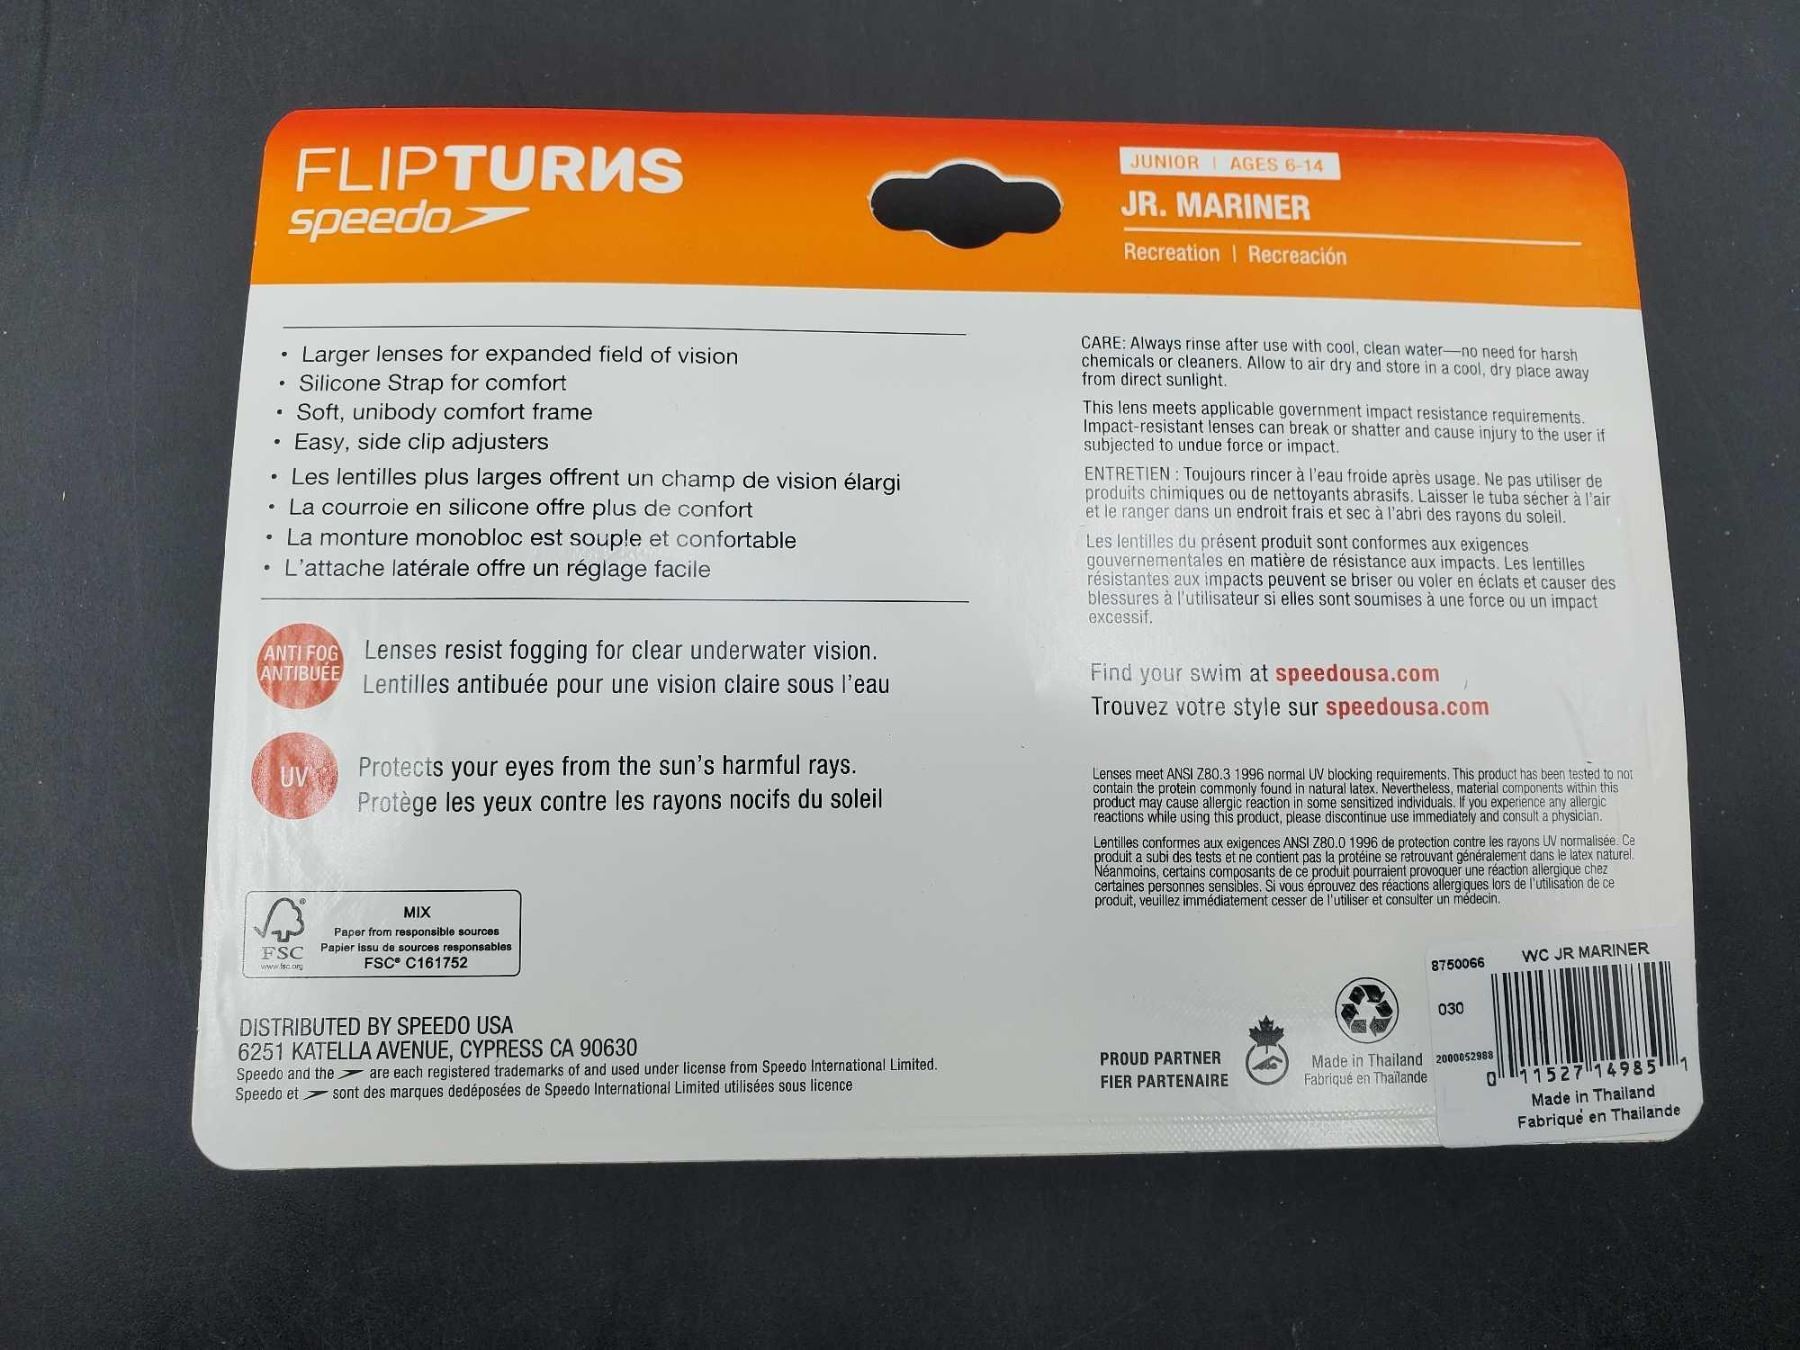 FLIPTURNS
speedo
JUNIOR | AGES 6-14
JR. MARINER
Recreation | Recreación
• Larger lenses for expanded field of vision
• Silicone Strap for comfort
• Soft, unibody comfort frame
• Easy, side clip adjusters
• Les lentilles plus larges offrent un champ de vision élargi
• La courroie en silicone offre plus de confort
• La monture monobloc est souple et confortable
• L'attache latérale offre un réglage facile
ANTI FOG
ANTIBUÉE
Lenses resist fogging for clear underwater vision.
Lentilles antibuée pour une vision claire sous l'eau
UV
Protects your eyes from the sun's harmful rays.
Protège les yeux contre les rayons nocifs du soleil
FSC
www.fsc.org
MIX
Paper from responsible sources
Papier issu de sources responsables
FSC® C161752
DISTRIBUTED BY SPEEDO USA
6251 KATELLA AVENUE, CYPRESS CA 90630
Speedo and the are each registered trademarks of and used under license from Speedo International Limited.
Speedo et sont des marques dedéposées de Speedo International Limited utilisées sous licence
CARE: Always rinse after use with cool, clean water—no need for harsh
chemicals or cleaners. Allow to air dry and store in a cool, dry place away
from direct sunlight.
This lens meets applicable government impact resistance requirements.
Impact-resistant lenses can break or shatter and cause injury to the user if
subjected to undue force or impact.
ENTRETIEN : Toujours rincer à l'eau froide après usage. Ne pas utiliser de
produits chimiques ou de nettoyants abrasifs. Laisser le tuba sécher à l'air
et le ranger dans un endroit frais et sec à l'abri des rayons du soleil.
Les lentilles du présent produit sont conformes aux exigences
gouvernementales en matière de résistance aux impacts. Les lentilles
résistantes aux impacts peuvent se briser ou voler en éclats et causer des
blessures à l'utilisateur si elles sont soumises à une force ou un impact
excessif.
Find your swim at speedousa.com
Trouvez votre style sur speedousa.com
Lenses meet ANSI Z80.3 1996 normal UV blocking requirements. This product has been tested to not
contain the protein commonly found in natural latex. Nevertheless, material components within this
product may cause allergic reaction in some sensitized individuals. If you experience any allergic
reactions while using this product, please discontinue use immediately and consult a physician.
Lentilles conformes aux exigences ANSI Z80.0 1996 de protection contre les rayons UV normalisée. Ce
produit a subi des tests et ne contient pas la protéine se retrouvant généralement dans le latex naturel.
Néanmoins, certains composants de ce produit pourraient provoquer une réaction allergique chez
certaines personnes sensibles. Si vous éprouvez des réactions allergiques lors de l'utilisation de ce
produit, veuillez immédiatement cesser de l'utiliser et consulter un médecin.
PROUD PARTNER
FIER PARTENAIRE
Made in Thailand
Fabriqué en Thaïlande
8750066
WC JR MARINER
030
2000052988
0 11527 14985 1
Made in Thailand
Fabriqué en Thailande